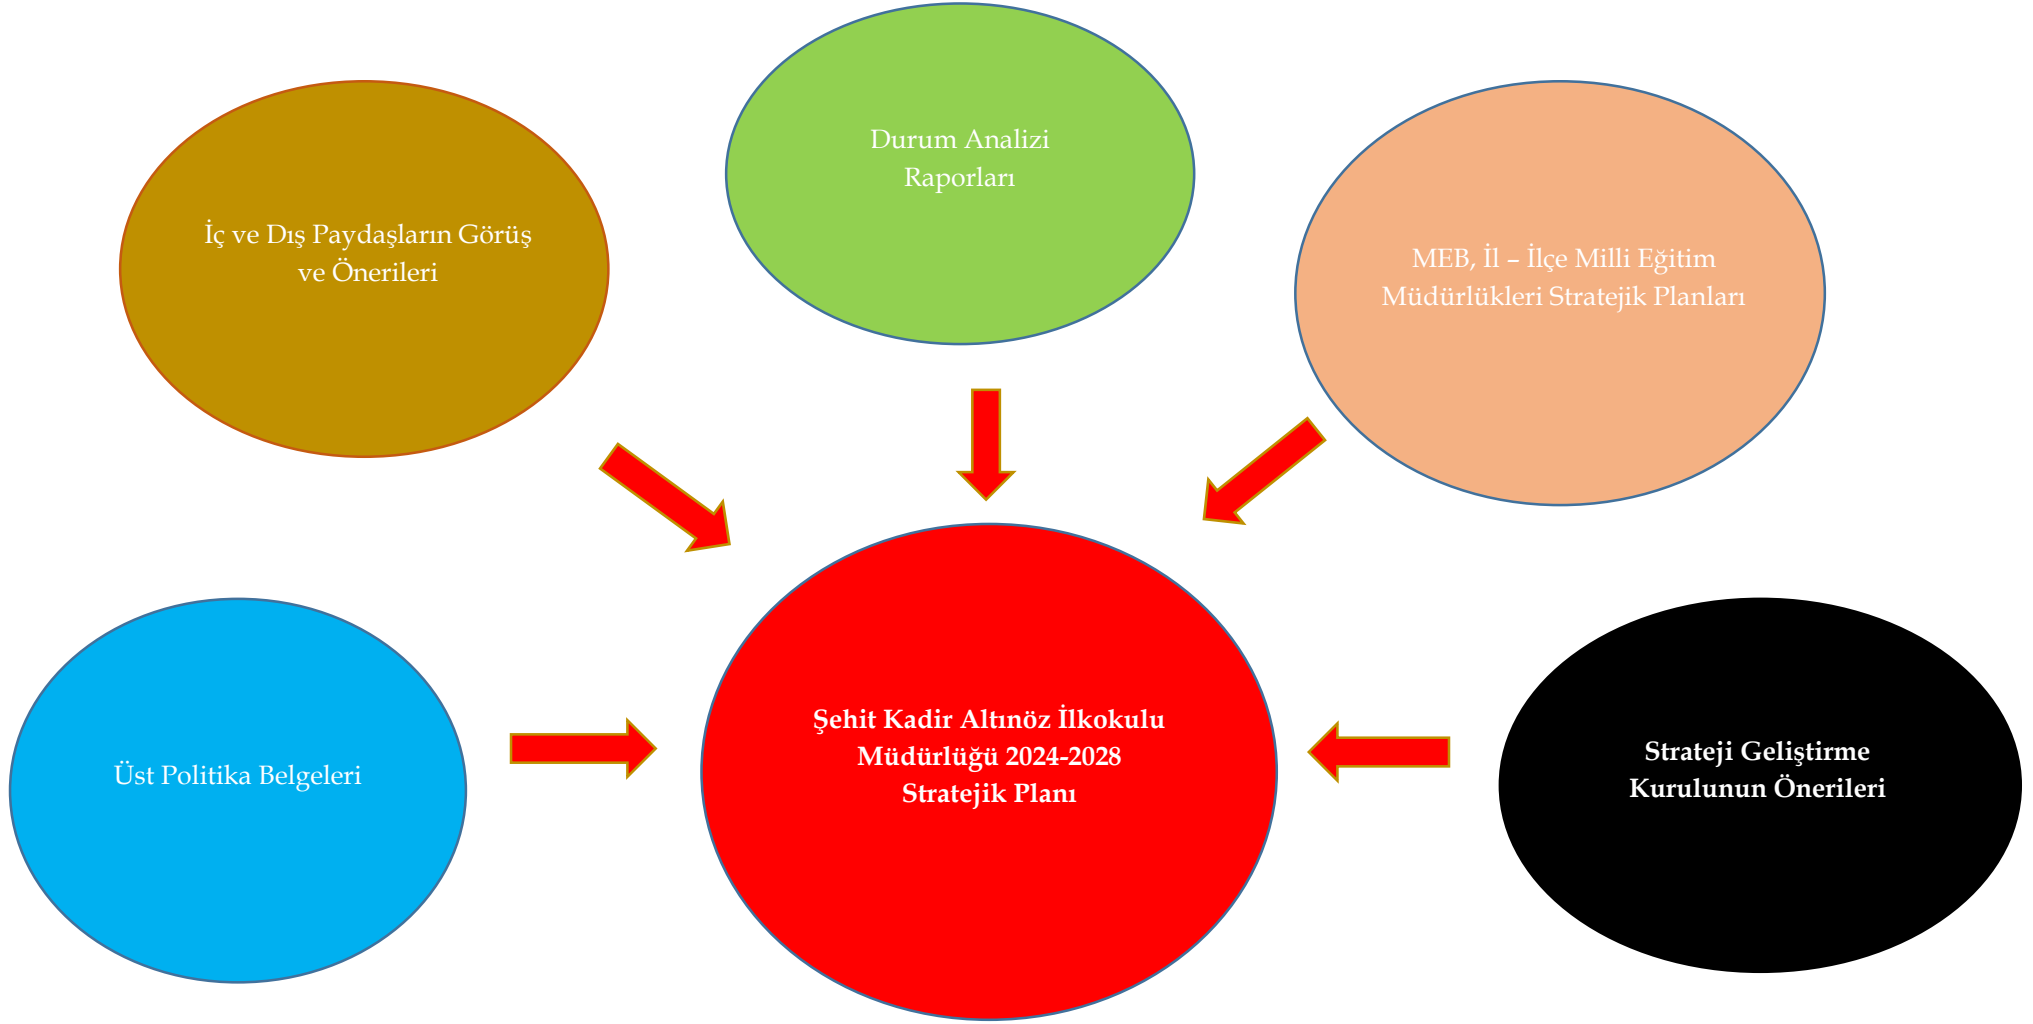 Durum Analizi
Raporları
İç ve Dış Paydaşların Görüş
ve Önerileri
MEB, İl – İlçe Milli Eğitim
Müdürlükleri Stratejik Planları
Üst Politika Belgeleri
Şehit Kadir Altınöz İlkokulu
Müdürlüğü 2024-2028
Stratejik Planı
Strateji Geliştirme
Kurulunun Önerileri